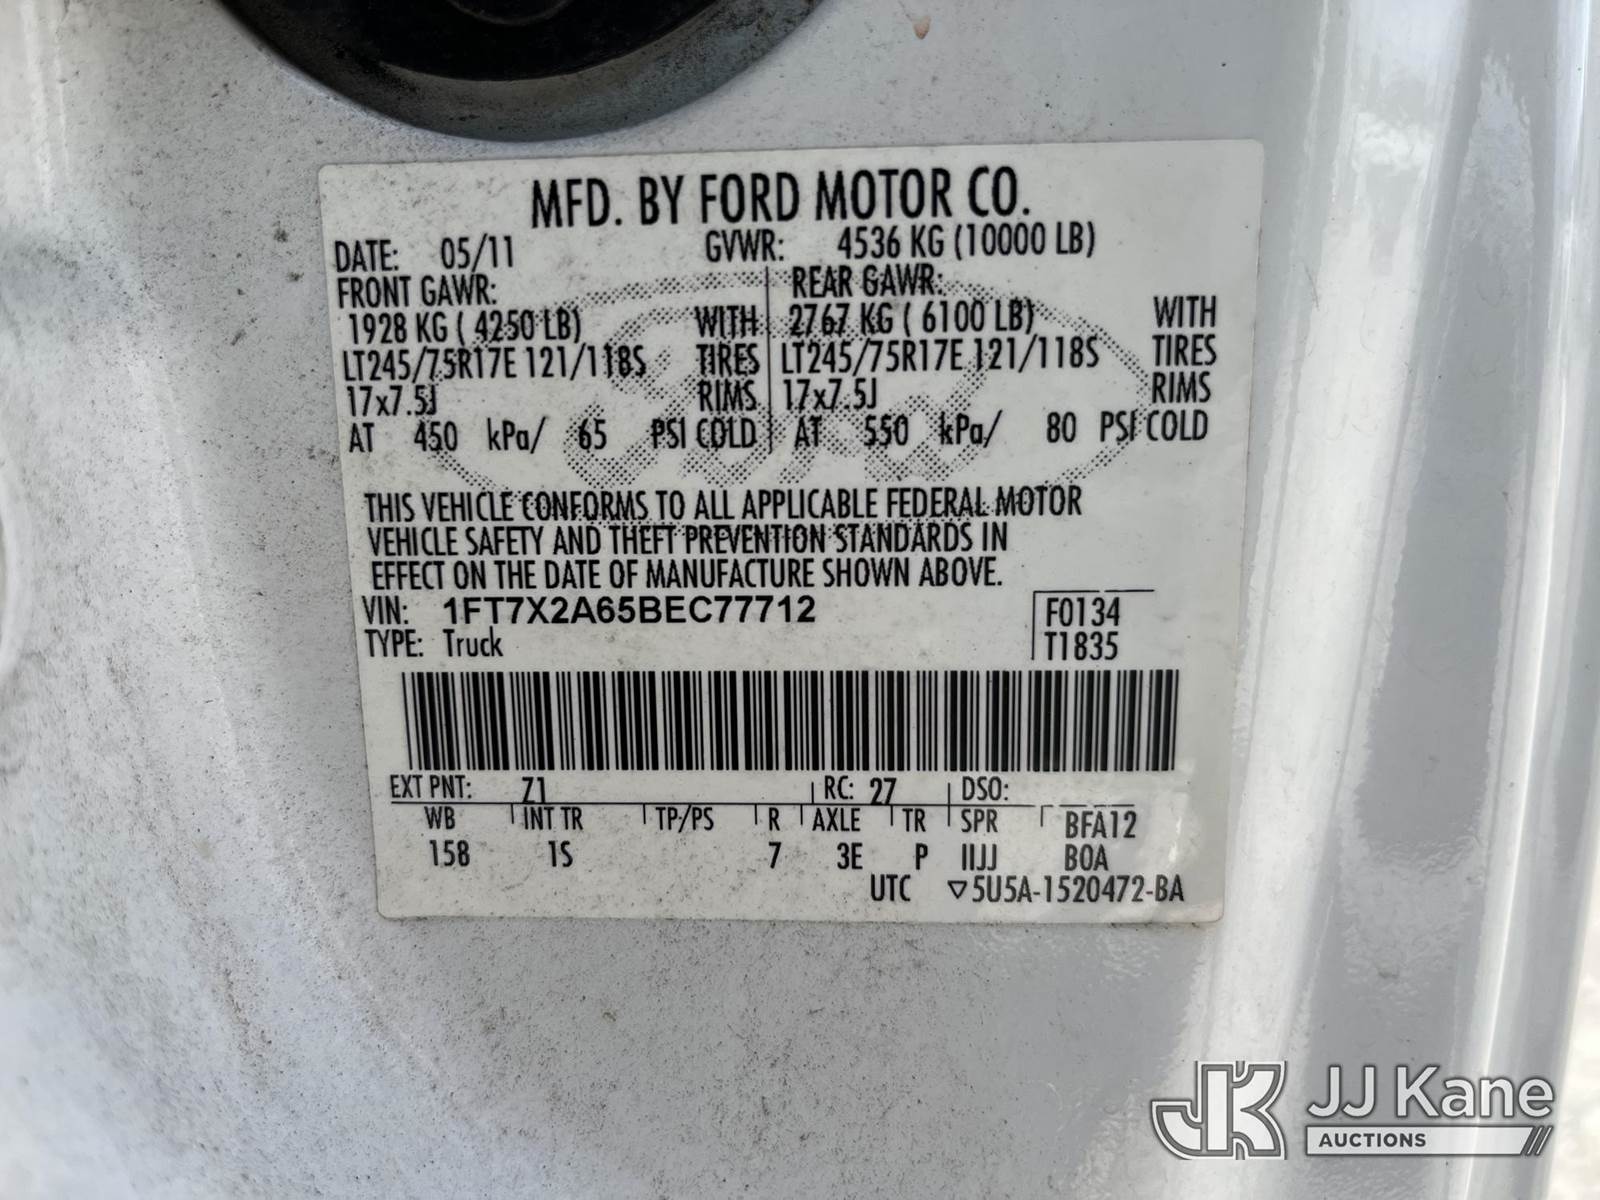 MFD. BY FORD MOTOR CO.
DATE: 05/11 GVWR: 4536 KG (10000 LB)
FRONT GAWR: REAR GAWR:
1928 KG ( 4250 LB) WITH 2767 KG ( 6100 LB) WITH
LT245/75R17E 121/118S TIRES LT245/75R17E 121/118S TIRES
17x7.5J RIMS 17x7.5J RIMS
AT 450 kPa/ 65 PSI COLD AT 550 kPa/ 80 PSI COLD
THIS VEHICLE CONFORMS TO ALL APPLICABLE FEDERAL MOTOR
VEHICLE SAFETY AND THEFT PREVENTION STANDARDS IN
EFFECT ON THE DATE OF MANUFACTURE SHOWN ABOVE.
VIN: 1FT7X2A65BEC77712 F0134
TYPE: Truck T1835
EXT PNT: Z1 RC: 27 DSO:
WB INT TR TP/PS R AXLE TR SPR BFA12
158 1S 7 3E P IIJJ B0A
UTC ▽5U5A-1520472-BA
JK JJ Kane
AUCTIONS